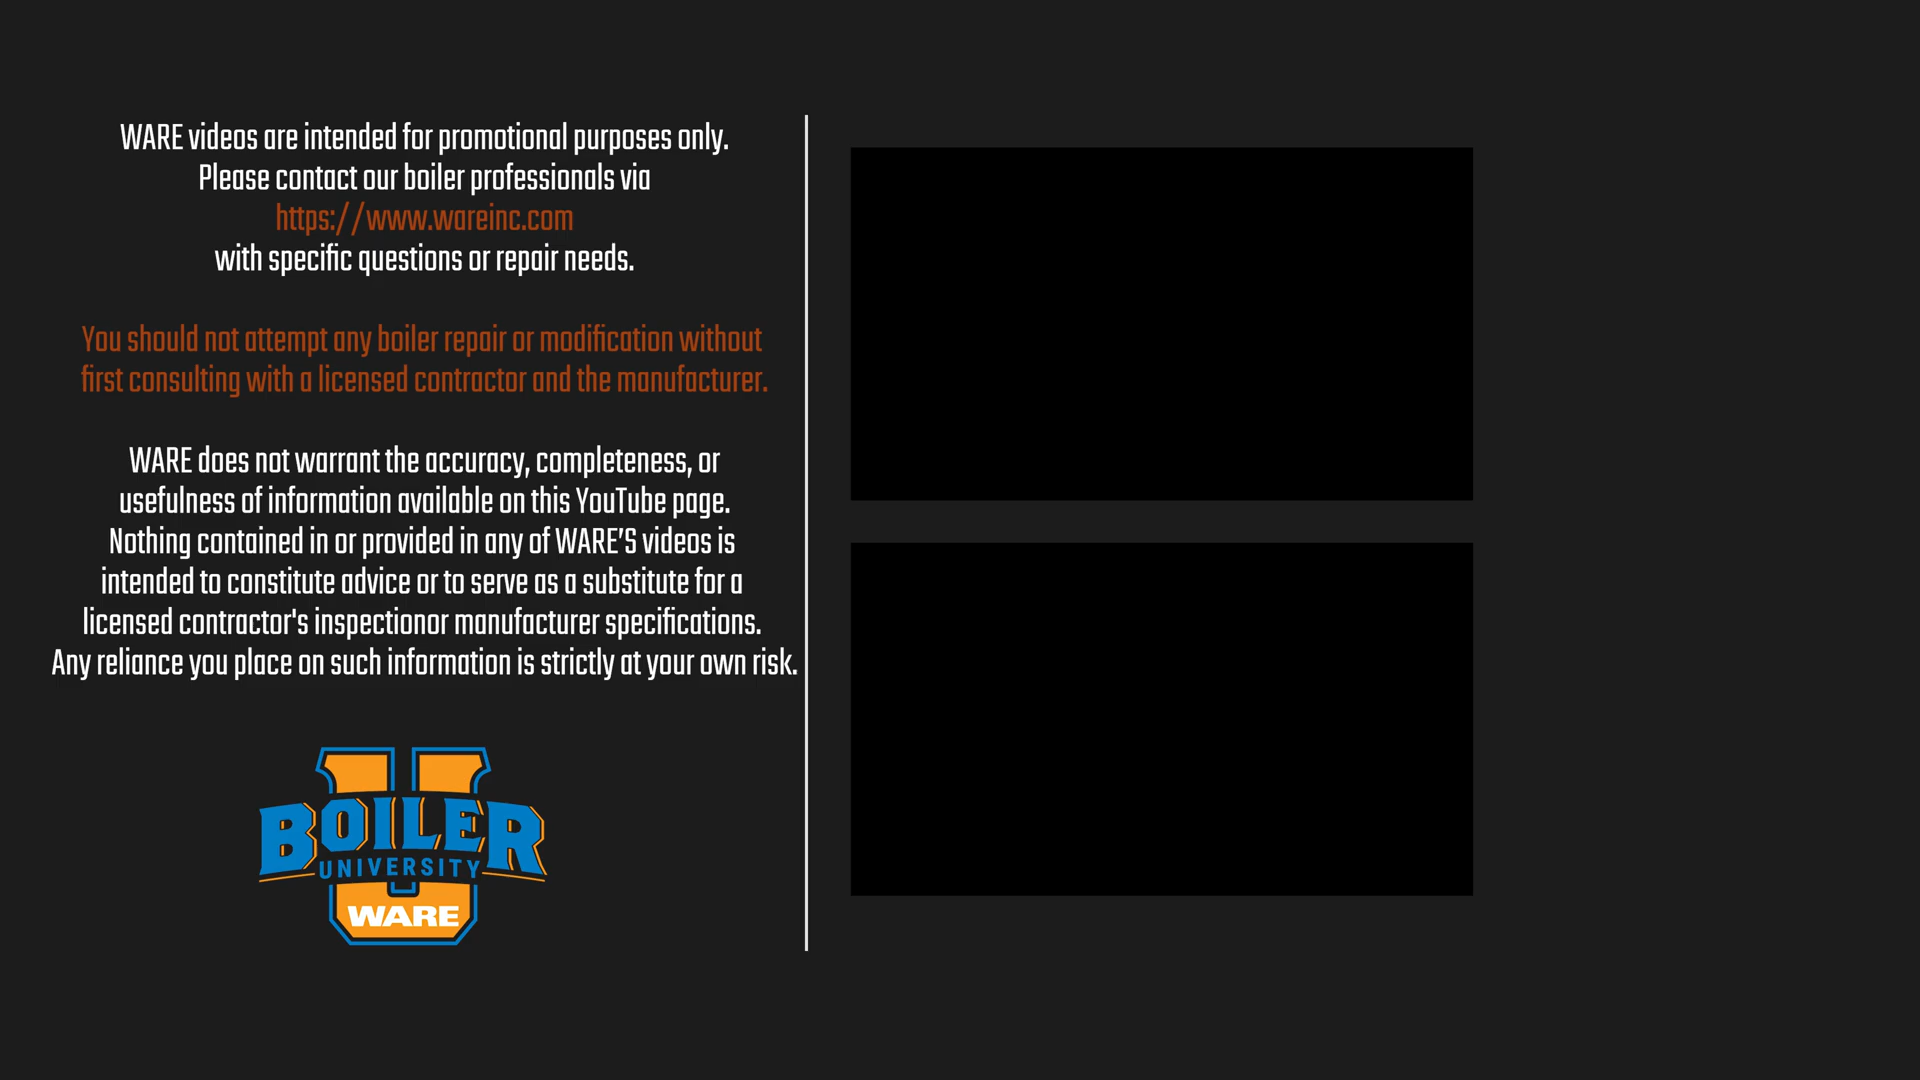 WARE videos are intended for promotional purposes only.
Please contact our boiler professionals via
https://www.wareinc.com
with specific questions or repair needs.
You should not attempt any boiler repair or modification without
first consulting with a licensed contractor and the manufacturer.
WARE does not warrant the accuracy, completeness, or
usefulness of information available on this YouTube page.
Nothing contained in or provided in any of WARE’S videos is
intended to constitute advice or to serve as a substitute for a
licensed contractor's inspectionor manufacturer specifications.
Any reliance you place on such information is strictly at your own risk.
BOILER
UNIVERSITY
WARE